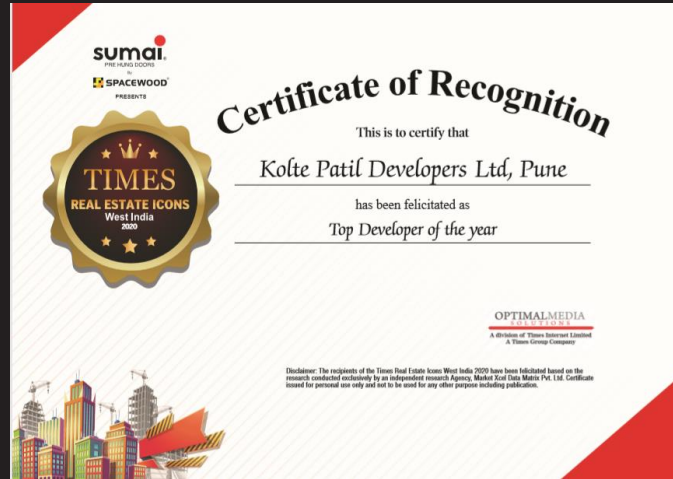 sumai.
PRE HUNG DOORS
by
SPACEWOOD
PRESENTS
TIMES
REAL ESTATE ICONS
West India
2020
Certificate of Recognition
This is to certify that
Kolte Patil Developers Ltd, Pune
has been felicitated as
Top Developer of the year
OPTIMALMEDIA
SOLUTIONS
A division of Times Internet Limited
A Times Group Company
Disclaimer: The recipients of the Times Real Estate Icons West India 2020 have been felicitated based on the
research conducted exclusively by an independent research Agency, Market Xcel Data Matrix Pvt. Ltd. Certificate
issued for personal use only and not to be used for any other purpose including publication.